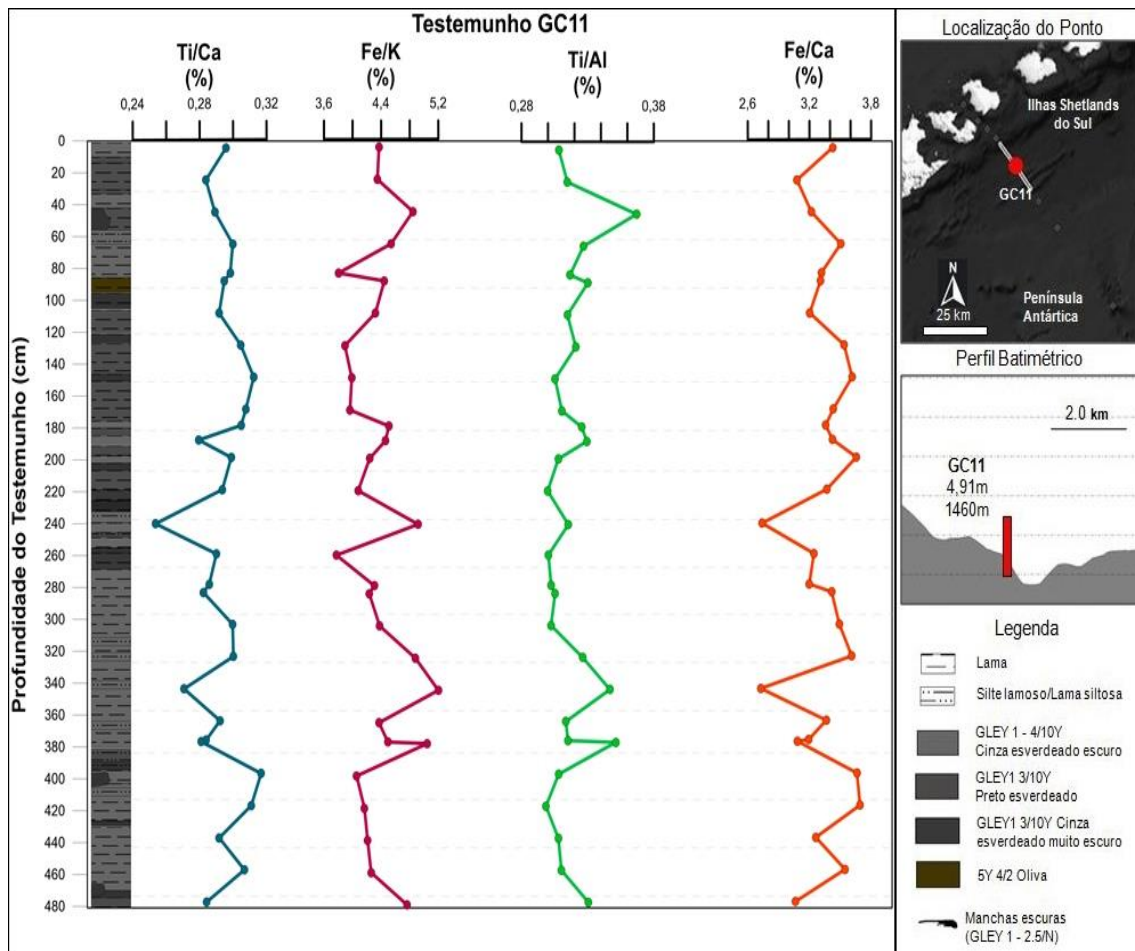 Testemunho GC11
Ti/Ca
(%)
Fe/K
(%)
Ti/Al
(%)
Fe/Ca
(%)
0,24 0,28 0,32
3,6 4,4 5,2
0,28 0,38
2,6 3,2 3,8
Profundidade do Testemunho (cm)
0
20
40
60
80
100
120
140
160
180
200
220
240
260
280
300
320
340
360
380
400
420
440
460
480
Localização do Ponto
Ilhas Shetlands
do Sul
GC11
N
25 km
Península
Antártica
Perfil Batimétrico
2.0 km
GC11
4,91m
1460m
Legenda
Lama
Silte lamoso/Lama siltosa
GLEY 1 - 4/10Y
Cinza esverdeado escuro
GLEY1 3/10Y
Preto esverdeado
GLEY1 3/10Y Cinza
esverdeado muito escuro
5Y 4/2 Oliva
Manchas escuras
(GLEY 1 - 2.5/N)